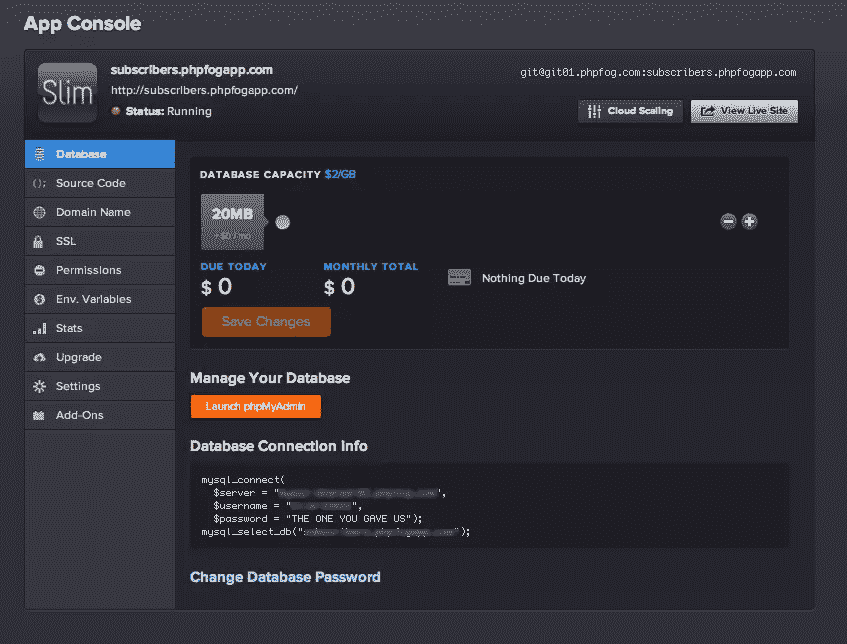 App Console
Slim
subscribers.phpfogapp.com
http://subscribers.phpfogapp.com/
Status: Running
git@git01.phpfog.com:subscribers.phpfogapp.com
Cloud Scaling
View Live Site
Database
Source Code
Domain Name
SSL
Permissions
Env. Variables
Stats
Upgrade
Settings
Add-Ons
DATABASE CAPACITY $2/GB
20MB
+ $0 / mo
DUE TODAY
$ 0
MONTHLY TOTAL
$ 0
Nothing Due Today
Save Changes
Manage Your Database
Launch phpMyAdmin
Database Connection Info
mysql_connect(
$server = "",
$username = "",
$password = "THE ONE YOU GAVE US");
mysql_select_db("");
Change Database Password